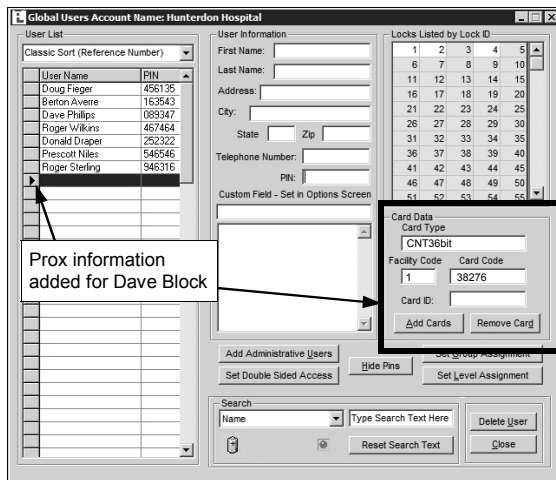 Global Users Account Name: Hunterdon Hospital
User List
Classic Sort (Reference Number)
User Name PIN
Doug Fieger 456135
Berton Averre 163543
Dave Phillips 089347
Roger Wilkins 467464
Donald Draper 252322
Prescott Niles 546546
Roger Sterling 946316
Prox information
added for Dave Block
User Information
First Name:
Last Name:
Address:
City:
State Zip
Telephone Number:
PIN:
Custom Field - Set in Options Screen
Locks Listed by Lock ID
1 2 3 4 5
6 7 8 9 10
11 12 13 14 15
16 17 18 19 20
21 22 23 24 25
26 27 28 29 30
31 32 33 34 35
36 37 38 39 40
41 42 43 44 45
46 47 48 49 50
51 52 53 54 55
Card Data
Card Type
CNT36bit
Facility Code Card Code
1 38276
Card ID:
Add Cards Remove Card
Add Administrative Users
Set Double Sided Access
Hide Pins
Set Group Assignment
Set Level Assignment
Search
Name Type Search Text Here
Reset Search Text
Delete User
Close